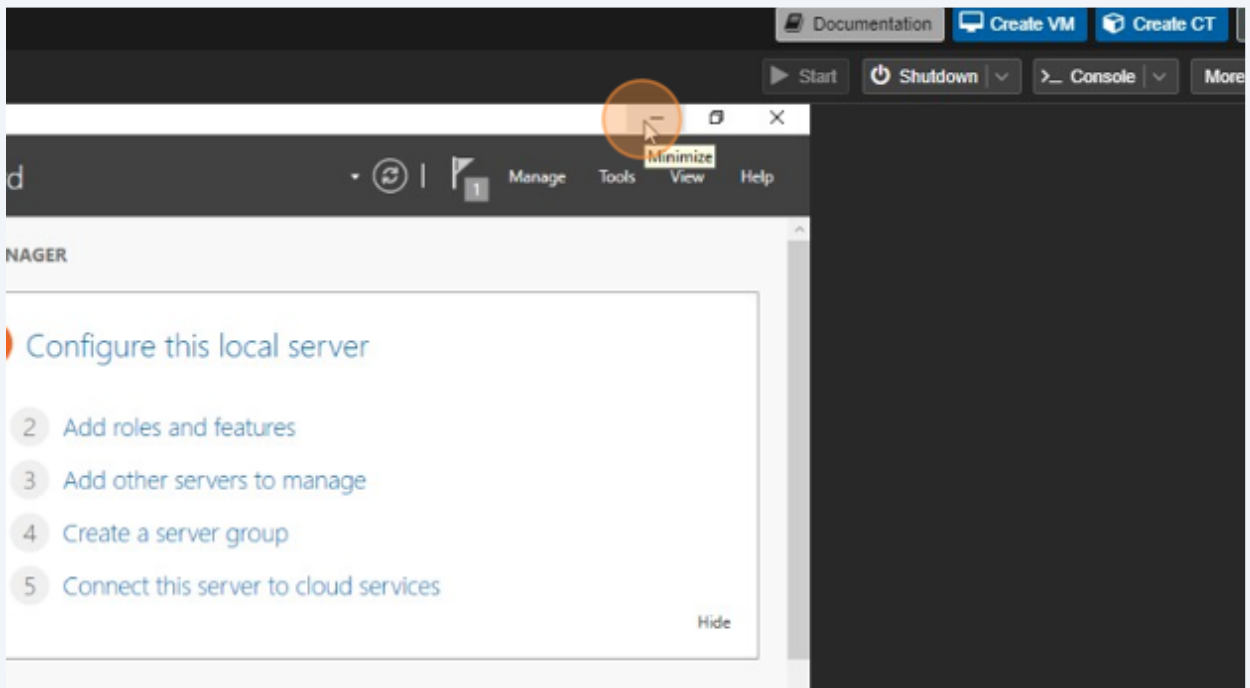 Documentation Create VM Create CT
Start Shutdown >_ Console More
Minimize
d 1 Manage Tools View Help
NAGER
Configure this local server
2 Add roles and features
3 Add other servers to manage
4 Create a server group
5 Connect this server to cloud services
Hide